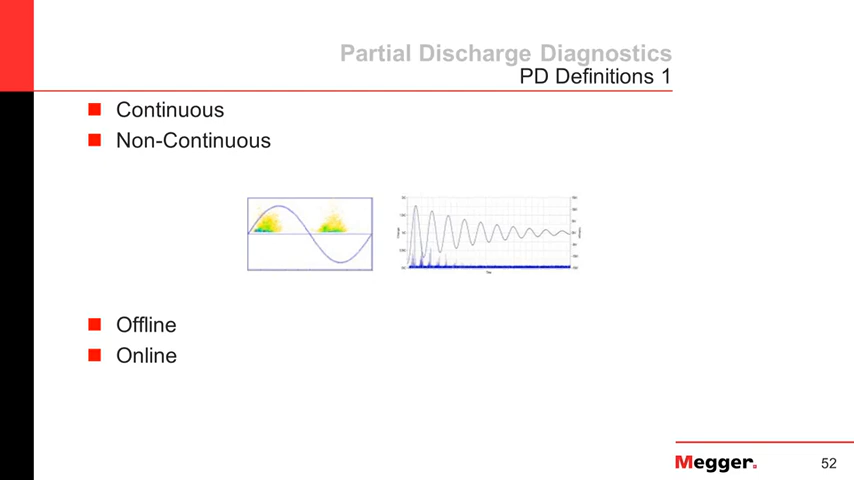 Partial Discharge Diagnostics
PD Definitions 1
Continuous
Non-Continuous
Offline
Online
Megger.
52